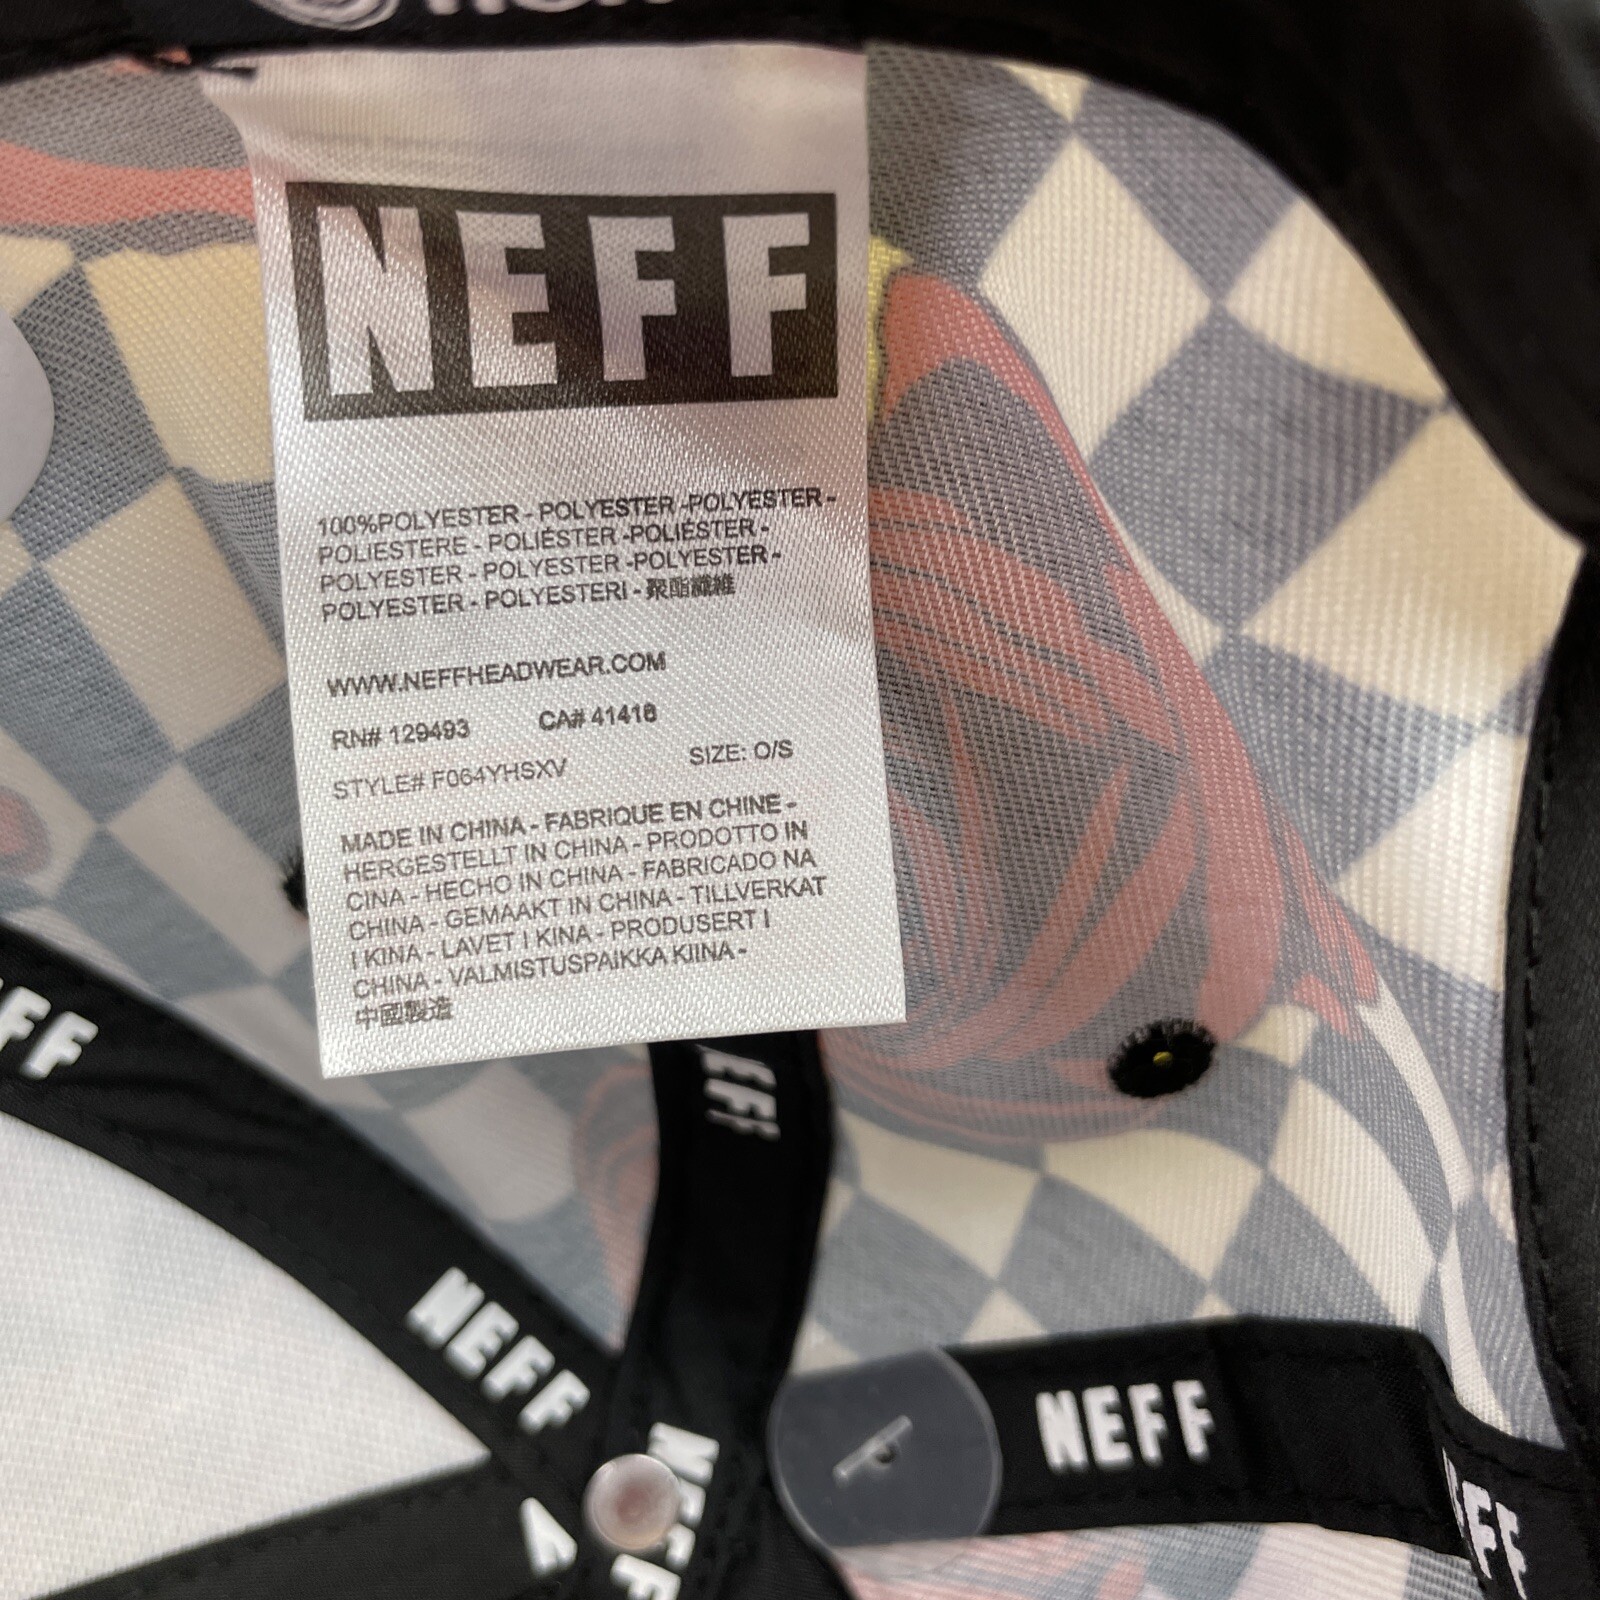 NEFF
100%POLYESTER - POLYESTER -POLYESTER -
POLIESTERE - POLIÉSTER -POLIÉSTER -
POLYESTER - POLYESTER -POLYESTER -
POLYESTER - POLYESTERI - 聚酯纖維
WWW.NEFFHEADWEAR.COM
RN# 129493 CA# 41418
STYLE# F064YHSXV SIZE: O/S
MADE IN CHINA - FABRIQUE EN CHINE -
HERGESTELLT IN CHINA - PRODOTTO IN
CINA - HECHO IN CHINA - FABRICADO NA
CHINA - GEMAAKT IN CHINA - TILLVERKAT
I KINA - LAVET I KINA - PRODUSERT I
CHINA - VALMISTUSPAIKKA KIINA -
中國製造
NEFF
NEFF
NEFF
NEFF